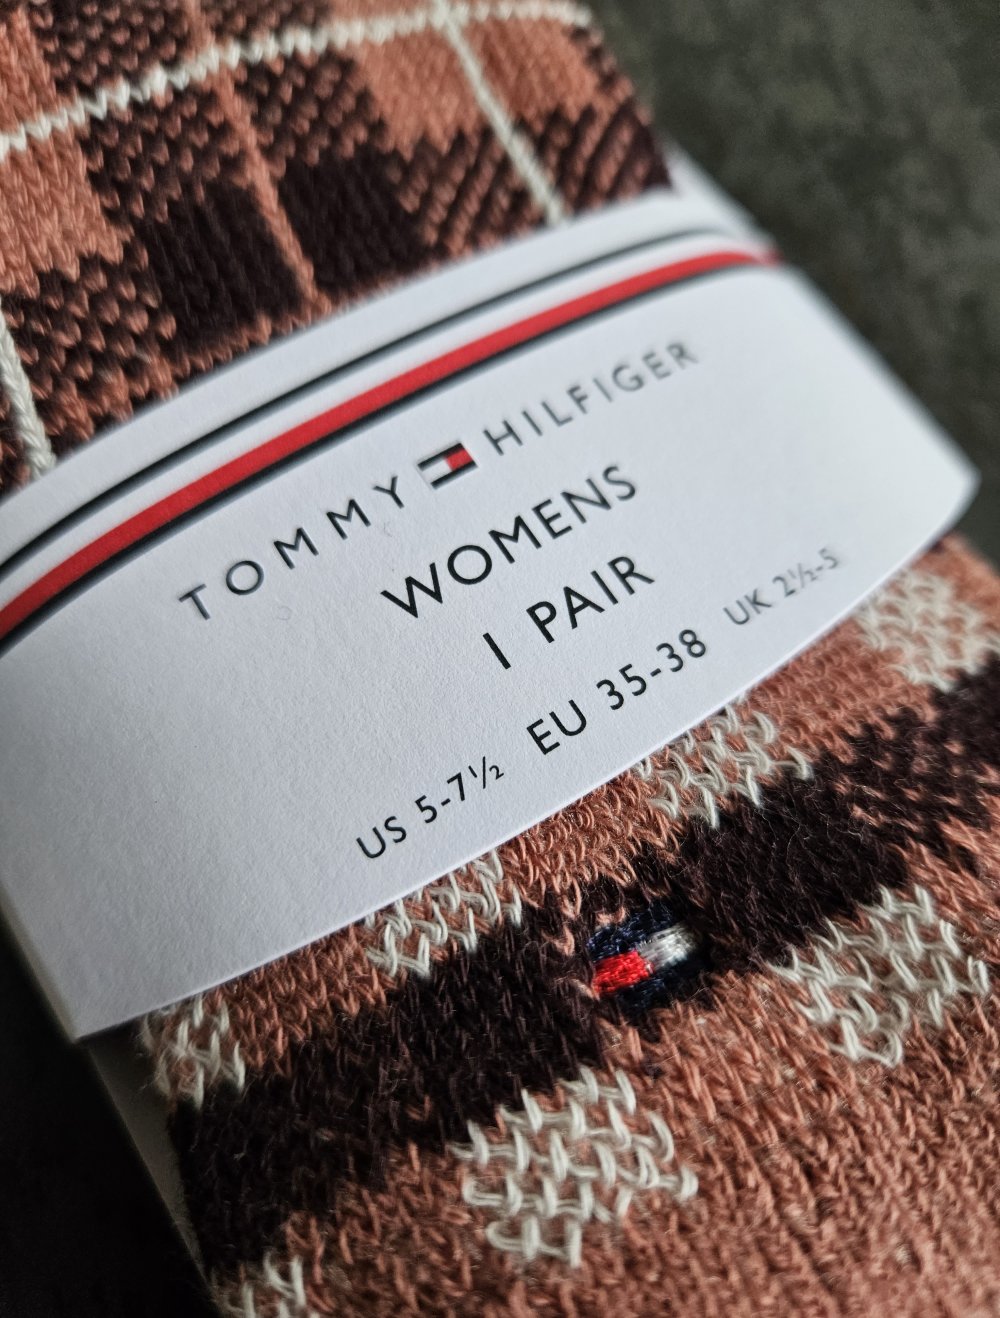 TOMMY HILFIGER
WOMENS
1 PAIR
US 5-7½ EU 35-38 UK 2½-5